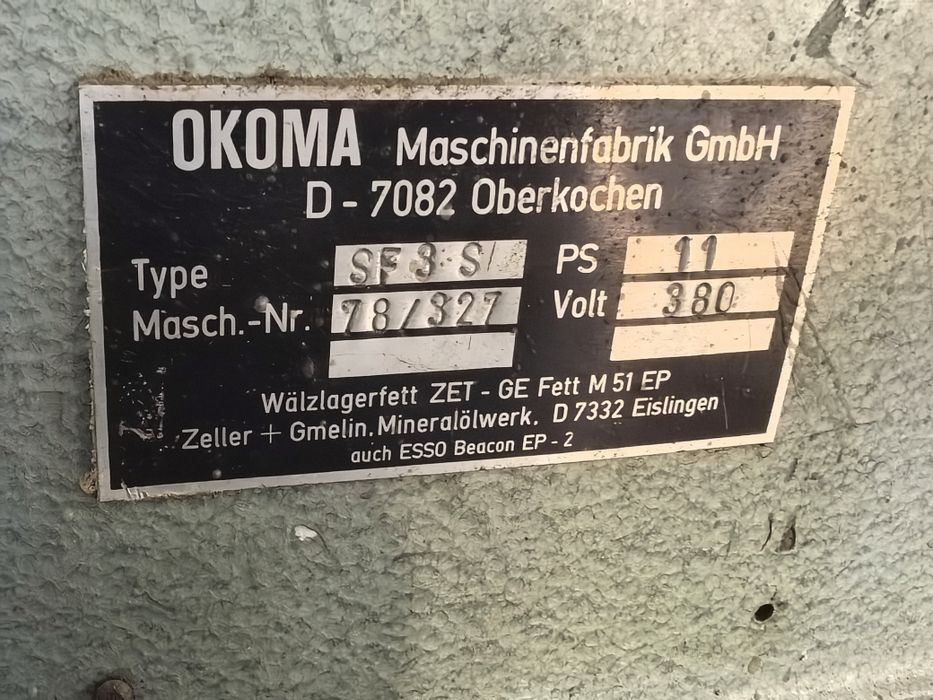 OKOMA Maschinenfabrik GmbH
D - 7082 Oberkochen
Type SF 3 S PS 11
Masch.-Nr. 78/327 Volt 380
Wälzlagerfett ZET - GE Fett M 51 EP
Zeller + Gmelin. Mineralölwerk, D 7332 Eislingen
auch ESSO Beacon EP - 2